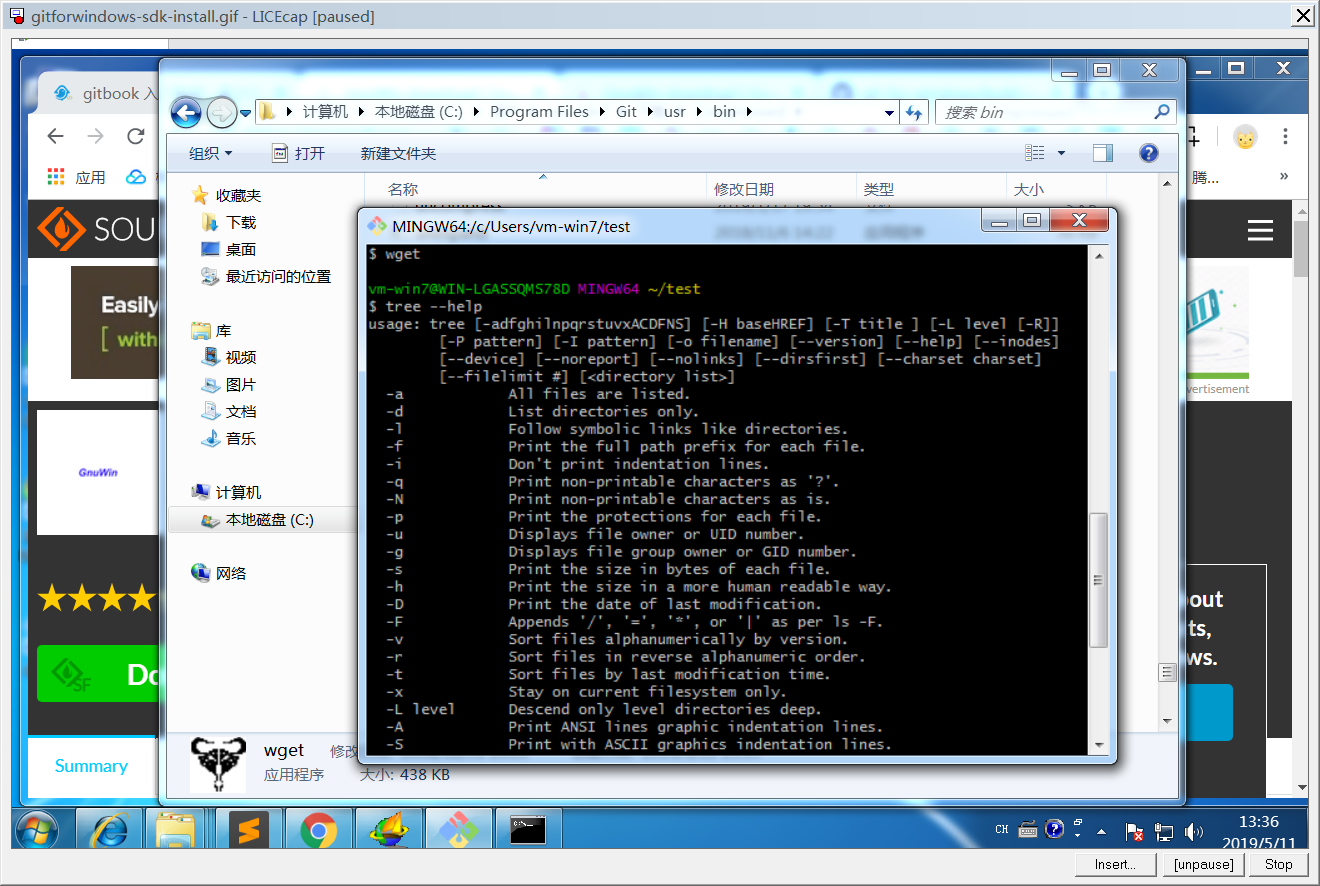 gitforwindows-sdk-install.gif - LICEcap [paused]
gitbook 入
计算机 本地磁盘 (C:) Program Files Git usr bin
搜索 bin
组织 打开 新建文件夹
应用
腾...
»
名称 修改日期 类型 大小
收藏夹
下载
桌面
最近访问的位置
库
视频
图片
文档
音乐
计算机
本地磁盘 (C:)
网络
SOU
Easily
[ with
GnuWin
Do
SF
Summary
MINGW64:/c/Users/vm-win7/test
$ wget
vm-win7@WIN-LGASSQMS78D MINGW64 ~/test
$ tree --help
usage: tree [-adfghilnpqrstuvxACDFNS] [-H baseHREF] [-T title ] [-L level [-R]]
[-P pattern] [-I pattern] [-o filename] [--version] [--help] [--inodes]
[--device] [--noreport] [--nolinks] [--dirsfirst] [--charset charset]
[--filelimit #] [<directory list>]
-a All files are listed.
-d List directories only.
-l Follow symbolic links like directories.
-f Print the full path prefix for each file.
-i Don't print indentation lines.
-q Print non-printable characters as '?'.
-N Print non-printable characters as is.
-p Print the protections for each file.
-u Displays file owner or UID number.
-g Displays file group owner or GID number.
-s Print the size in bytes of each file.
-h Print the size in a more human readable way.
-D Print the date of last modification.
-F Appends '/', '=', '*', or '|' as per ls -F.
-v Sort files alphanumerically by version.
-r Sort files in reverse alphanumeric order.
-t Sort files by last modification time.
-x Stay on current filesystem only.
-L level Descend only level directories deep.
-A Print ANSI lines graphic indentation lines.
-S Print with ASCII graphics indentation lines.
vertisement
out
ts,
ws.
wget 修改
应用程序 大小: 438 KB
CH
13:36
2019/5/11
Insert... [unpause] Stop